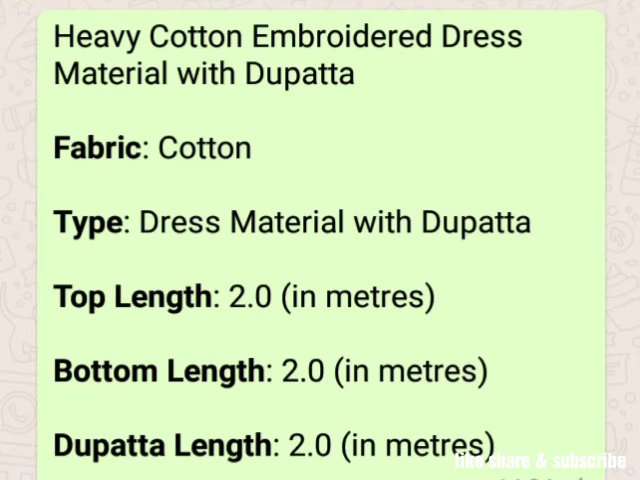 Heavy Cotton Embroidered Dress
Material with Dupatta
Fabric: Cotton
Type: Dress Material with Dupatta
Top Length: 2.0 (in metres)
Bottom Length: 2.0 (in metres)
Dupatta Length: 2.0 (in metres)
like share & subscribe